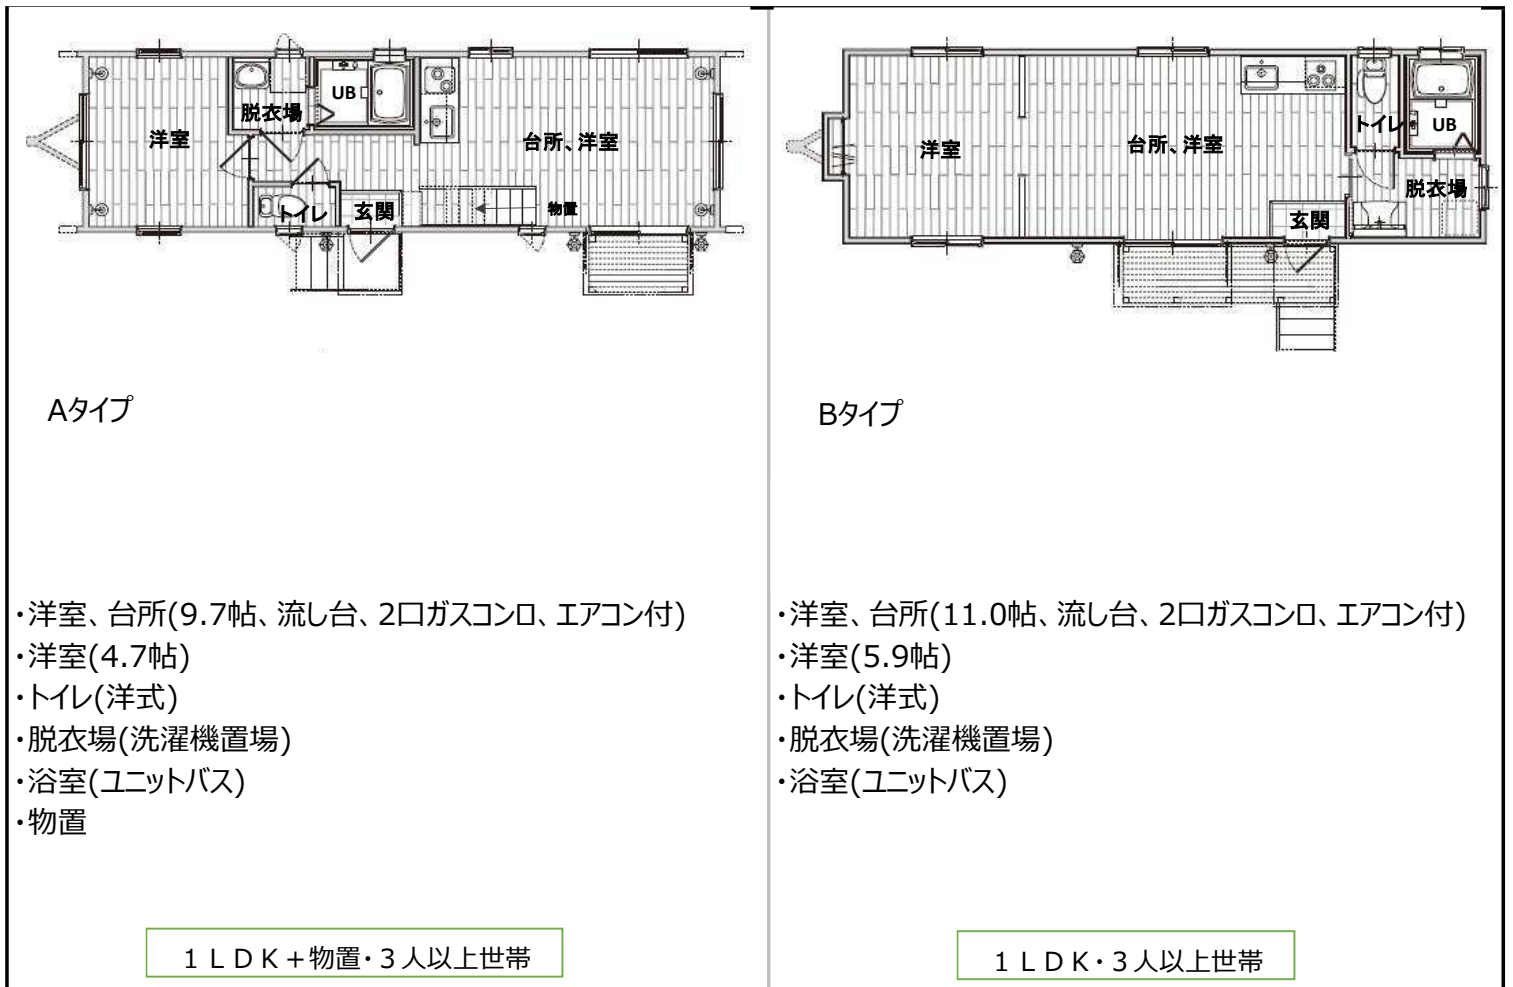 洋室
脱衣場
UB
台所、洋室
トイレ
玄関
物置
Aタイプ
・洋室、台所(9.7帖、流し台、2口ガスコンロ、エアコン付)
・洋室(4.7帖)
・トイレ(洋式)
・脱衣場(洗濯機置場)
・浴室(ユニットバス)
・物置
１ＬＤＫ＋物置・３人以上世帯
洋室
台所、洋室
トイレ
UB
脱衣場
玄関
Bタイプ
・洋室、台所(11.0帖、流し台、2口ガスコンロ、エアコン付)
・洋室(5.9帖)
・トイレ(洋式)
・脱衣場(洗濯機置場)
・浴室(ユニットバス)
１ＬＤＫ・３人以上世帯